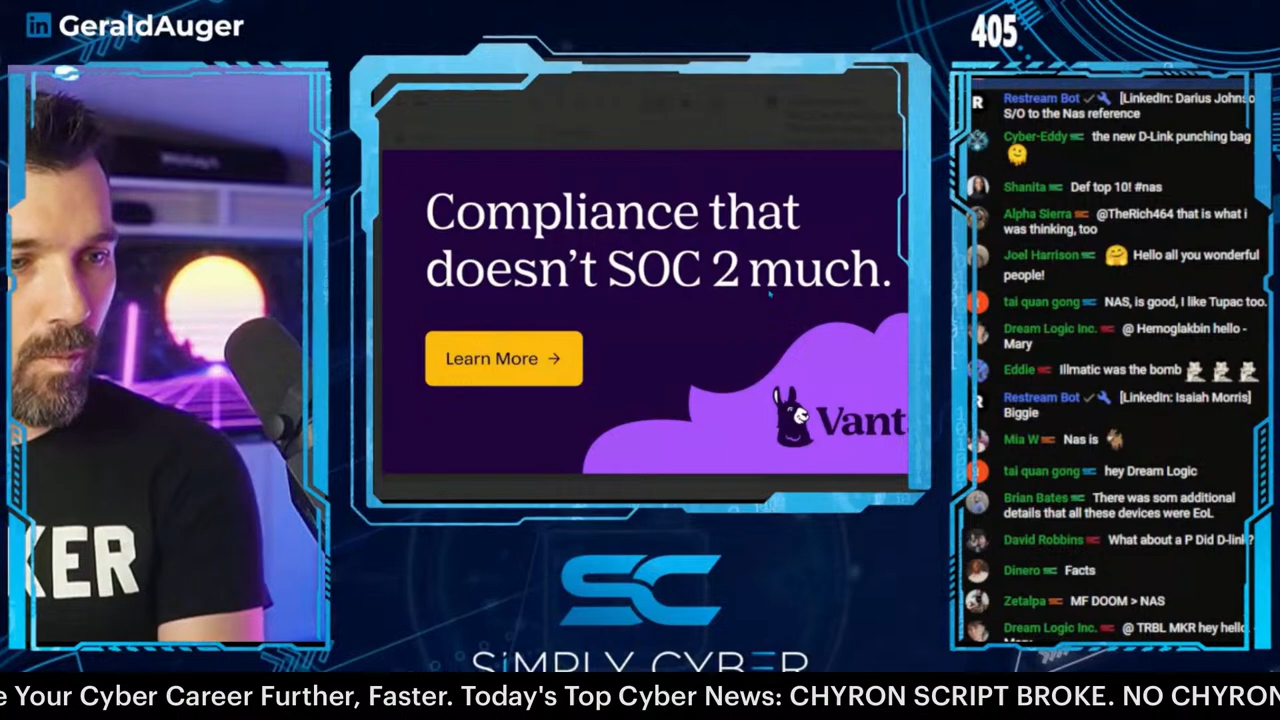 in GeraldAuger
405
Compliance that
doesn't SOC 2 much.
Learn More →
Vant
KER
SC
SIMPLY CYBER
R Restream Bot [LinkedIn: Darius Johnso
S/O to the Nas reference
Cyber-Eddy the new D-Link punching bag
Shanita Def top 10! #nas
Alpha Sierra @TheRich464 that is what i
was thinking, too
Joel Harrison Hello all you wonderful
people!
tai quan gong NAS, is good, I like Tupac too.
Dream Logic Inc. @ Hemoglakbin hello -
Mary
Eddie Illmatic was the bomb
R Restream Bot [LinkedIn: Isaiah Morris]
Biggie
Mia W Nas is
tai quan gong hey Dream Logic
Brian Bates There was som additional
details that all these devices were EoL
David Robbins What about a P Did D-link?
Dinero Facts
Zetalpa MF DOOM > NAS
Dream Logic Inc. @ TRBL MKR hey hello -
e Your Cyber Career Further, Faster. Today's Top Cyber News: CHYRON SCRIPT BROKE. NO CHYRON